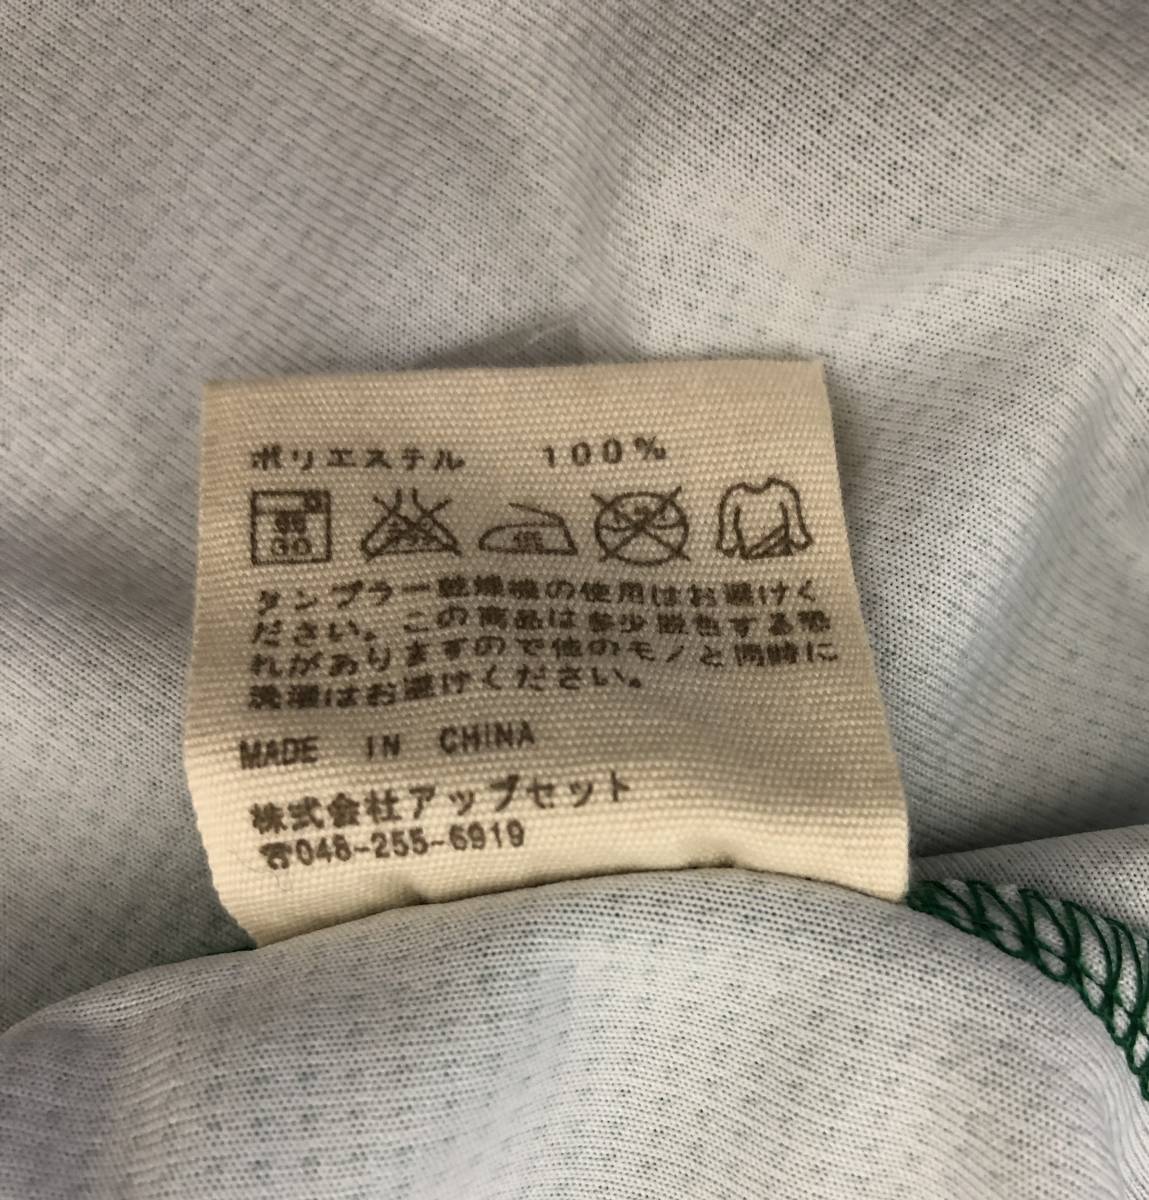 ポリエステル 100%
タンブラー乾燥機の使用はお避けく
ださい。この商品は多少脱色する恐
れがありますので他のモノと同時に
洗濯はお避けください。
MADE IN CHINA
株式会社アップセット
☎048-255-6919